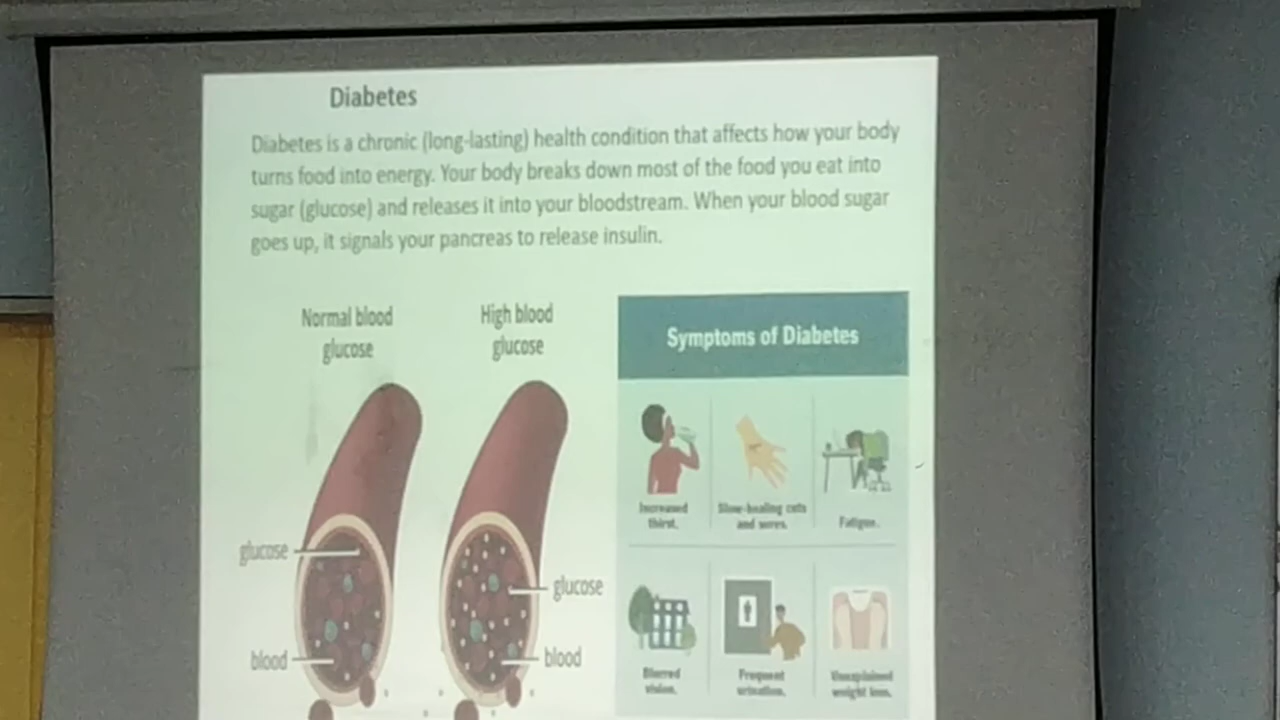 Diabetes
Diabetes is a chronic (long-lasting) health condition that affects how your body
turns food into energy. Your body breaks down most of the food you eat into
sugar (glucose) and releases it into your bloodstream. When your blood sugar
goes up, it signals your pancreas to release insulin.
Normal blood
glucose
High blood
glucose
glucose
blood
glucose
blood
Symptoms of Diabetes
Increased
thirst.
Slow-healing cuts
and sores.
Fatigue.
Blurred
vision.
Frequent
urination.
Unexplained
weight loss.